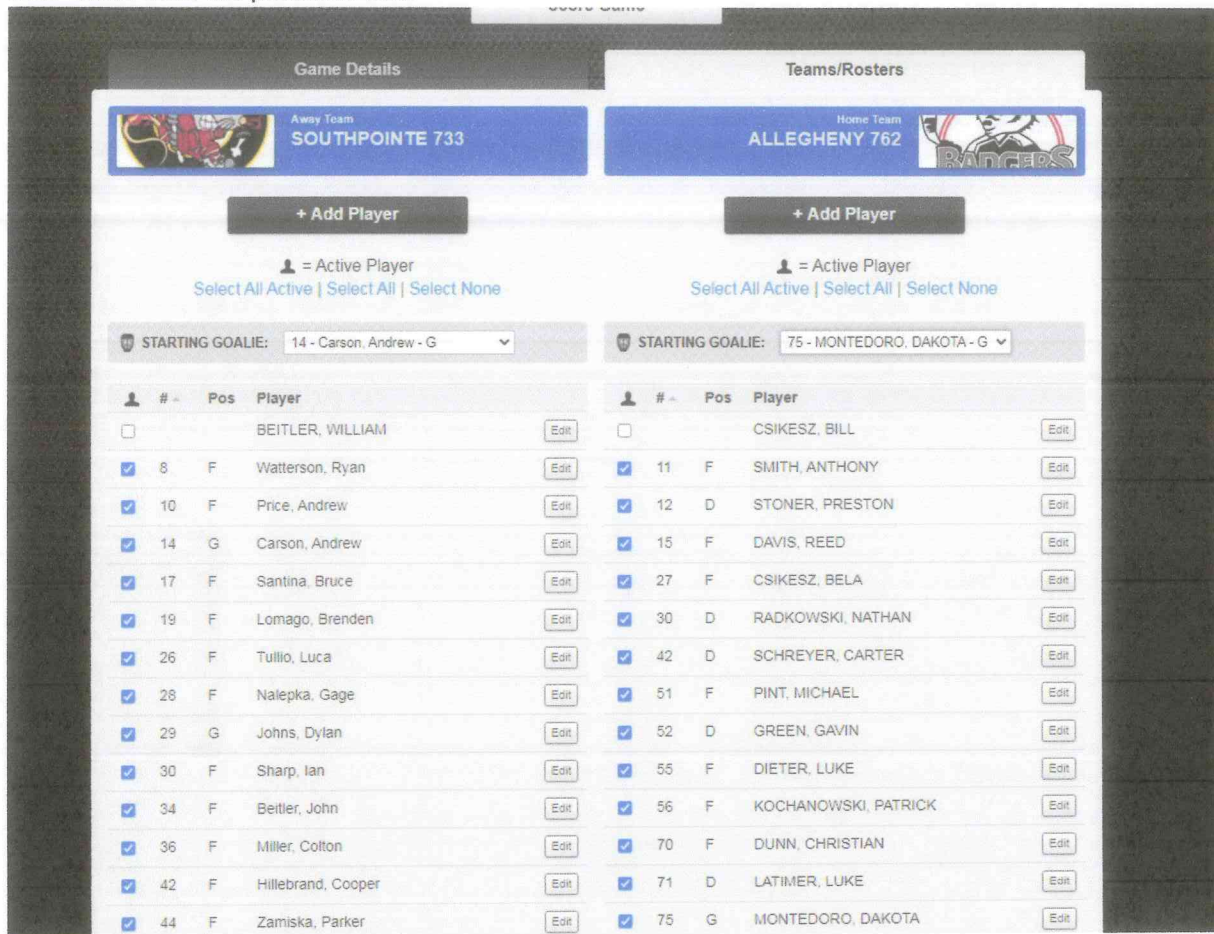 Score Game
Game Details
Teams/Rosters
Away Team
SOUTHPOINTE 733
Home Team
ALLEGHENY 762
BADGERS
+ Add Player
+ Add Player
= Active Player
Select All Active | Select All | Select None
= Active Player
Select All Active | Select All | Select None
STARTING GOALIE: 14 - Carson, Andrew - G
STARTING GOALIE: 75 - MONTEDORO, DAKOTA - G
# Pos Player
BEITLER, WILLIAM Edit
8 F Watterson, Ryan Edit
10 F Price, Andrew Edit
14 G Carson, Andrew Edit
17 F Santina, Bruce Edit
19 F Lomago, Brenden Edit
26 F Tullio, Luca Edit
28 F Nalepka, Gage Edit
29 G Johns, Dylan Edit
30 F Sharp, Ian Edit
34 F Beitler, John Edit
36 F Miller, Colton Edit
42 F Hillebrand, Cooper Edit
44 F Zamiska, Parker Edit
# Pos Player
CSIKESZ, BILL Edit
11 F SMITH, ANTHONY Edit
12 D STONER, PRESTON Edit
15 F DAVIS, REED Edit
27 F CSIKESZ, BELA Edit
30 D RADKOWSKI, NATHAN Edit
42 D SCHREYER, CARTER Edit
51 F PINT, MICHAEL Edit
52 D GREEN, GAVIN Edit
55 F DIETER, LUKE Edit
56 F KOCHANOWSKI, PATRICK Edit
70 F DUNN, CHRISTIAN Edit
71 D LATIMER, LUKE Edit
75 G MONTEDORO, DAKOTA Edit